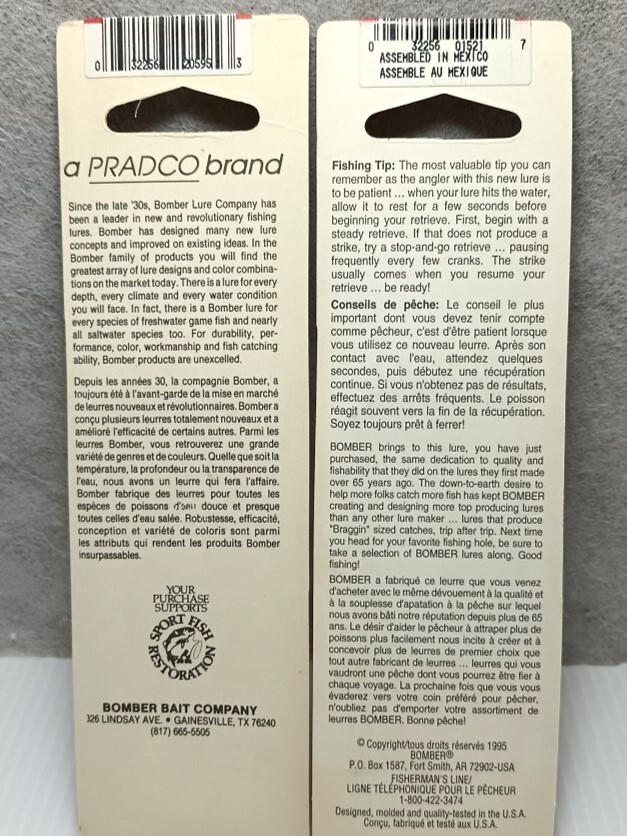 0 32256 20595 3
a PRADCO brand
Since the late '30s, Bomber Lure Company has
been a leader in new and revolutionary fishing
lures. Bomber has designed many new lure
concepts and improved on existing ideas. In the
Bomber family of products you will find the
greatest array of lure designs and color combina-
tions on the market today. There is a lure for every
depth, every climate and every water condition
you will face. In fact, there is a Bomber lure for
every species of freshwater game fish and nearly
all saltwater species too. For durability, per-
formance, color, workmanship and fish catching
ability, Bomber products are unexcelled.
Depuis les années 30, la compagnie Bomber, a
toujours été à l'avant-garde de la mise en marché
de leurres nouveaux et révolutionnaires. Bomber a
conçu plusieurs leurres totalement nouveaux et a
amélioré l'efficacité de certains autres. Parmi les
leurres Bomber, vous retrouverez une grande
variété de genres et de couleurs. Quelle que soit la
température, la profondeur ou la transparence de
l'eau, nous avons un leurre qui fera l'affaire.
Bomber fabrique des leurres pour toutes les
espèces de poissons d'eau douce et presque
toutes celles d'eau salée. Robustesse, efficacité,
conception et variété de coloris sont parmi
les attributs qui rendent les produits Bomber
insurpassables.
YOUR
PURCHASE
SUPPORTS
SPORT FISH
RESTORATION
BOMBER BAIT COMPANY
326 LINDSAY AVE. • GAINESVILLE, TX 76240
(817) 665-5505
0 32256 01521 7
ASSEMBLED IN MEXICO
ASSEMBLE AU MEXIQUE
Fishing Tip: The most valuable tip you can
remember as the angler with this new lure is
to be patient ... when your lure hits the water,
allow it to rest for a few seconds before
beginning your retrieve. First, begin with a
steady retrieve. If that does not produce a
strike, try a stop-and-go retrieve ... pausing
frequently every few cranks. The strike
usually comes when you resume your
retrieve ... be ready!
Conseils de pêche: Le conseil le plus
important dont vous devez tenir compte
comme pêcheur, c'est d'être patient lorsque
vous utilisez ce nouveau leurre. Après son
contact avec l'eau, attendez quelques
secondes, puis débutez une récupération
continue. Si vous n'obtenez pas de résultats,
effectuez des arrêts fréquents. Le poisson
réagit souvent vers la fin de la récupération.
Soyez toujours prêt à ferrer!
BOMBER brings to this lure, you have just
purchased, the same dedication to quality and
fishability that they did on the lures they first made
over 65 years ago. The down-to-earth desire to
help more folks catch more fish has kept BOMBER
creating and designing more top producing lures
than any other lure maker ... lures that produce
"Braggin" sized catches, trip after trip. Next time
you head for your favorite fishing hole, be sure to
take a selection of BOMBER lures along. Good
fishing!
BOMBER a fabriqué ce leurre que vous venez
d'acheter avec le même dévouement à la qualité et
à la souplesse d'apatation à la pêche sur lequel
nous avons bâti notre réputation depuis plus de 65
ans. Le désir d'aider le pêcheur à attraper plus de
poissons plus facilement nous incite à créer et à
concevoir plus de leurres de premier choix que
tout autre fabricant de leurres ... leurres qui vous
vaudront une pêche dont vous pourrez être fier à
chaque voyage. La prochaine fois que vous vous
évaderez vers votre coin préféré pour pêcher,
n'oubliez pas d'emporter votre assortiment de
leurres BOMBER. Bonne pêche!
© Copyright/tous droits réservés 1995
BOMBER®
P.O. Box 1587, Fort Smith, AR 72902-USA
FISHERMAN'S LINE/
LIGNE TÉLÉPHONIQUE POUR LE PÊCHEUR
1-800-422-3474
Designed, molded and quality-tested in the U.S.A.
Conçu, fabriqué et testé aux U.S.A.